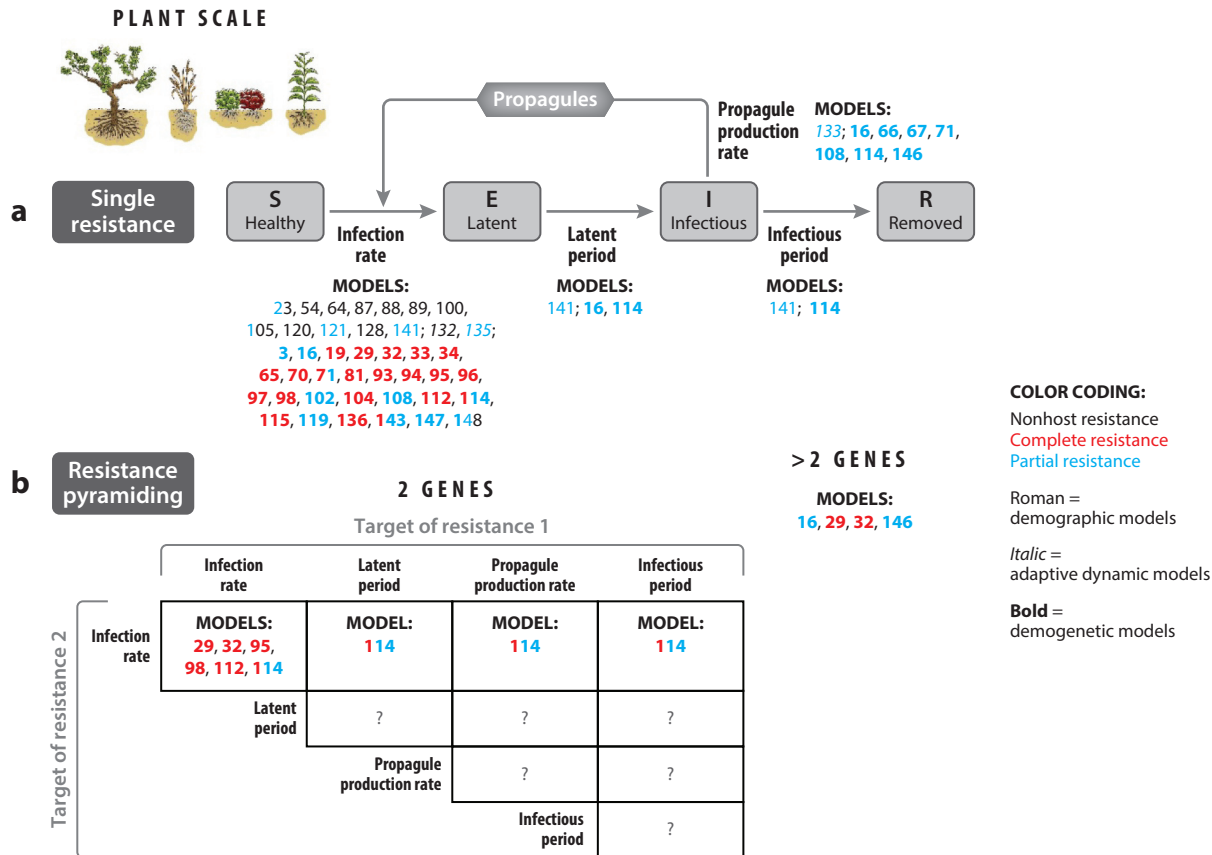 PLANT SCALE
Propagules
Propagule
production
rate
MODELS:
133; 16, 66, 67, 71,
108, 114, 146
a
Single
resistance
S
Healthy
E
Latent
I
Infectious
R
Removed
Infection
rate
Latent
period
Infectious
period
MODELS:
23, 54, 64, 87, 88, 89, 100,
105, 120, 121, 128, 141; 132, 135;
3, 16, 19, 29, 32, 33, 34,
65, 70, 71, 81, 93, 94, 95, 96,
97, 98, 102, 104, 108, 112, 114,
115, 119, 136, 143, 147, 148
MODELS:
141; 16, 114
MODELS:
141; 114
COLOR CODING:
Nonhost resistance
Complete resistance
Partial resistance
Roman =
demographic models
Italic =
adaptive dynamic models
Bold =
demogenetic models
b
Resistance
pyramiding
2 GENES
>2 GENES
MODELS:
16, 29, 32, 146
Target of resistance 1
Infection
rate
Latent
period
Propagule
production rate
Infectious
period
Target of resistance 2
Infection
rate
MODELS:
29, 32, 95,
98, 112, 114
MODEL:
114
MODEL:
114
MODEL:
114
Latent
period
?
?
?
Propagule
production rate
?
?
Infectious
period
?